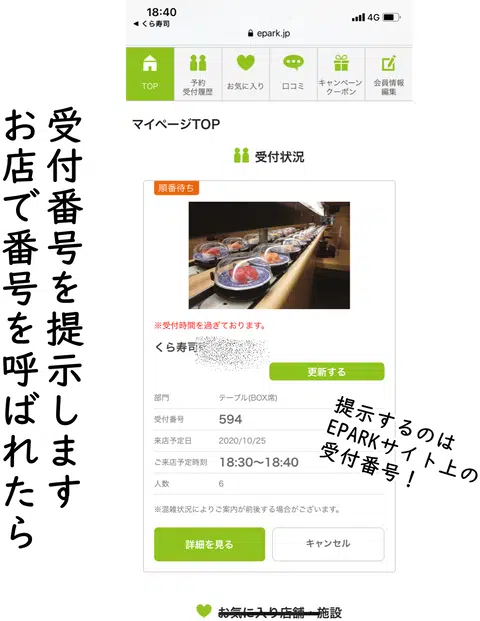 お店で番号を呼ばれたら
受付番号を提示します
18:40
4G
くら寿司
epark.jp
TOP
予約
受付履歴
お気に入り
口コミ
キャンペーン
クーポン
会員情報
編集
マイページTOP
受付状況
順番待ち
※受付時間を過ぎております。
くら寿司
更新する
部門 テーブル(BOX席)
受付番号 594
来店予定日 2020/10/25
ご来店予定時刻 18:30〜18:40
人数 6
※混雑状況によりご案内が前後する場合がございます。
詳細を見る
キャンセル
提示するのは
EPARKサイト上の
受付番号！
お気に入り店舗・施設